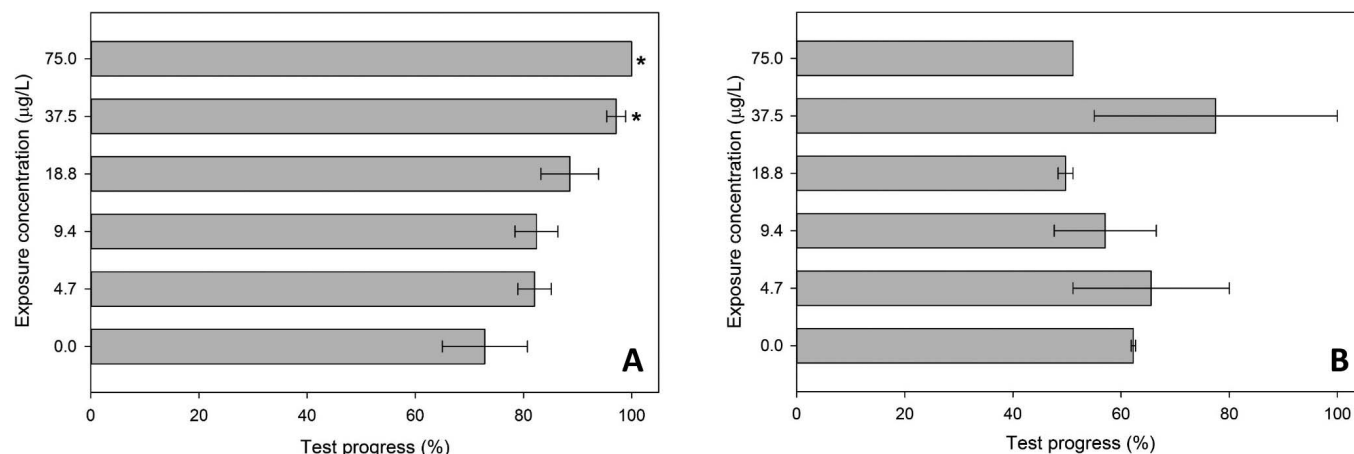 Exposure concentration (μg/L)
75.0
37.5
18.8
9.4
4.7
0.0
*
*
A
0 20 40 60 80 100
Test progress (%)
Exposure concentration (μg/L)
75.0
37.5
18.8
9.4
4.7
0.0
B
0 20 40 60 80 100
Test progress (%)